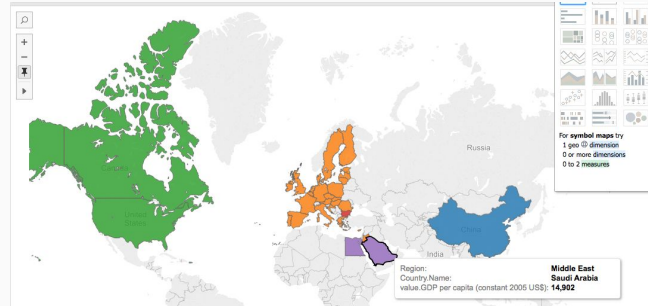 For symbol maps try
1 geo dimension
0 or more dimensions
0 to 2 measures
Russia
Canada
United States
China
India
Region: Middle East
Country.Name: Saudi Arabia
value.GDP per capita (constant 2005 US$): 14,902